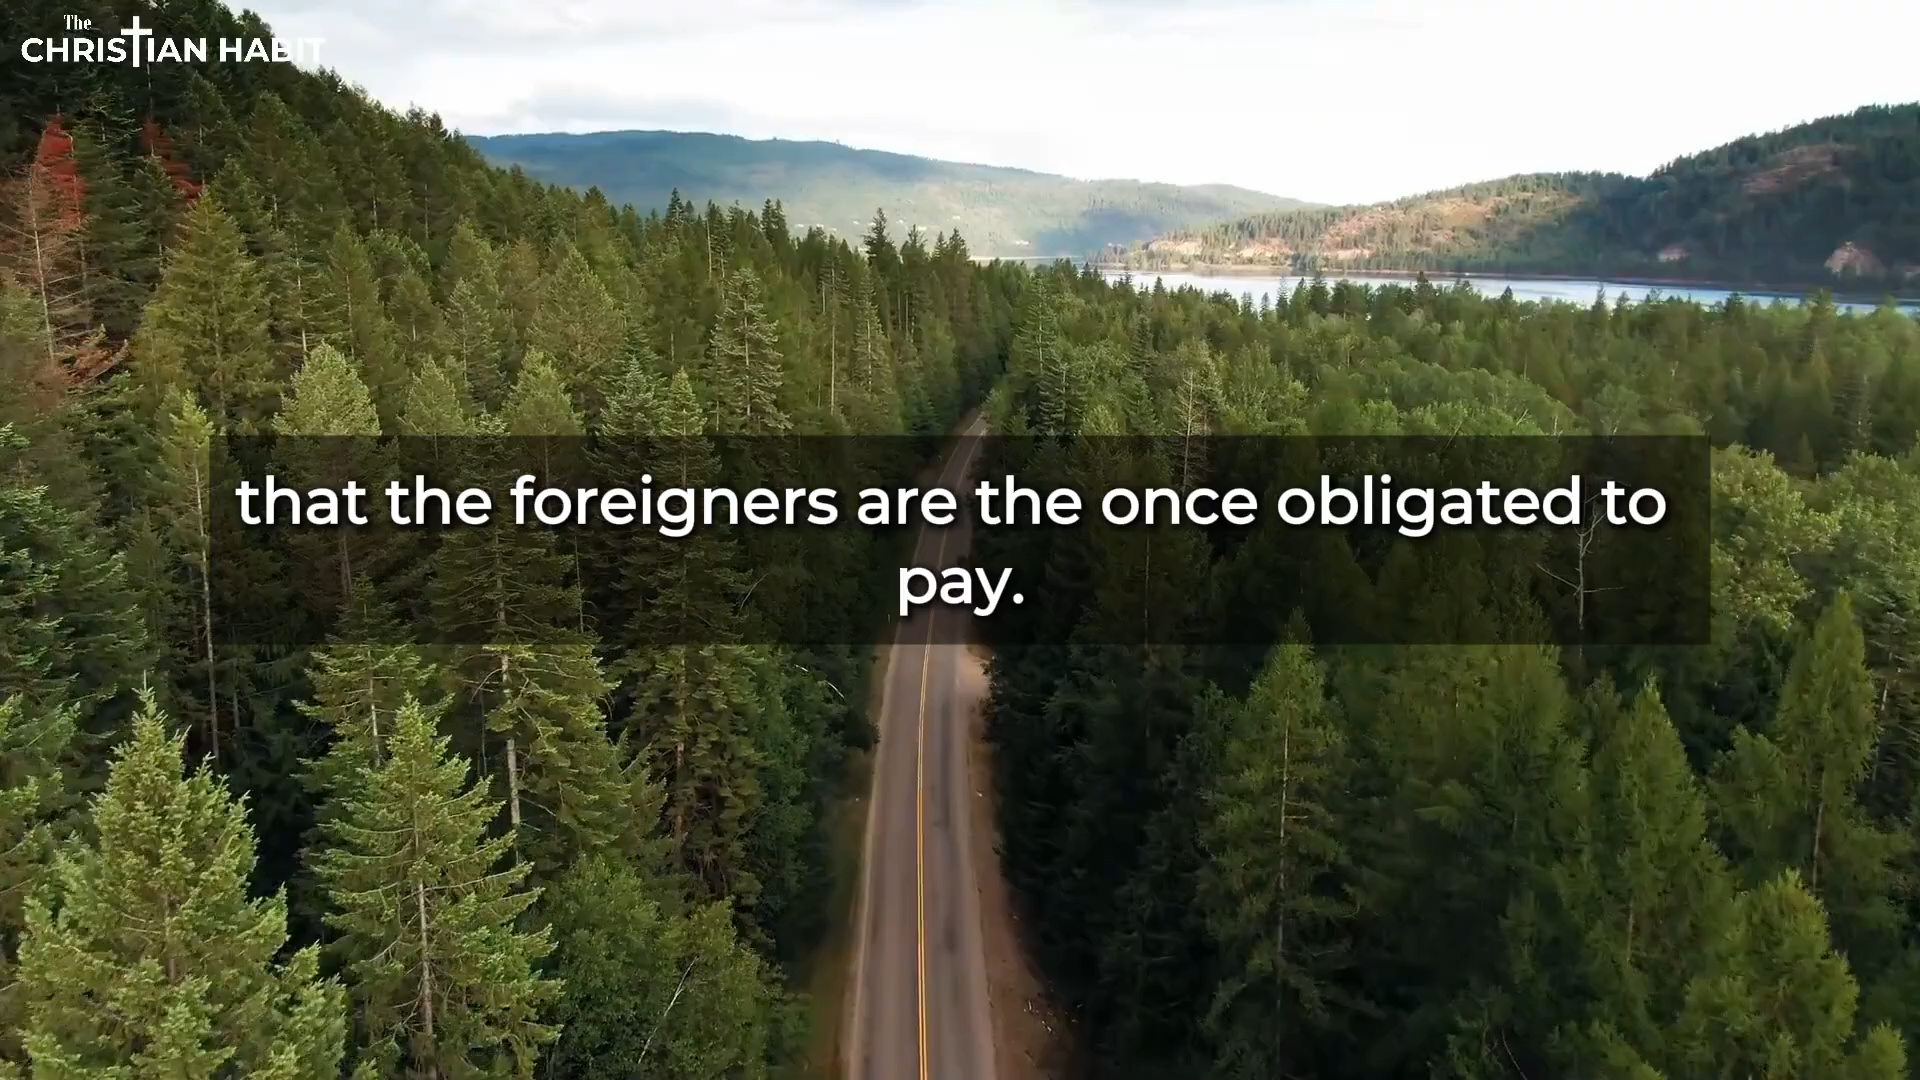 The
CHRISTIAN HABIT
that the foreigners are the once obligated to
pay.